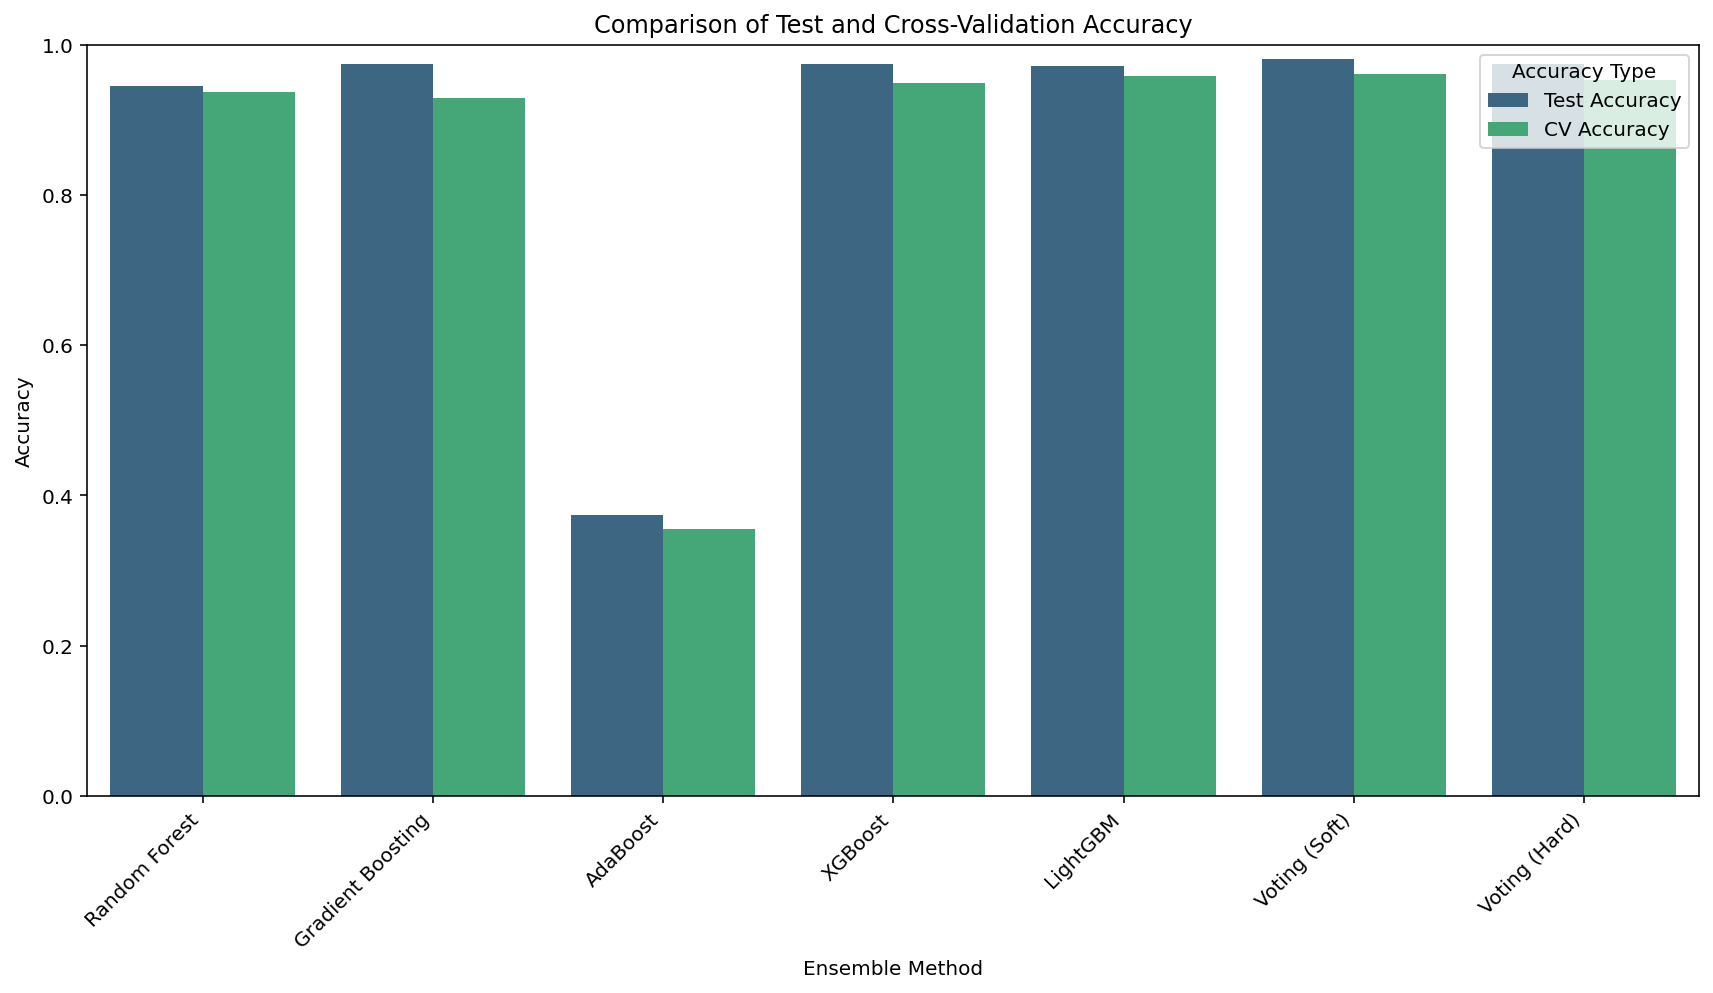 Comparison of Test and Cross-Validation Accuracy
1.0
0.8
0.6
0.4
0.2
0.0
Accuracy
Accuracy Type
Test Accuracy
CV Accuracy
Random Forest
Gradient Boosting
AdaBoost
XGBoost
LightGBM
Voting (Soft)
Voting (Hard)
Ensemble Method